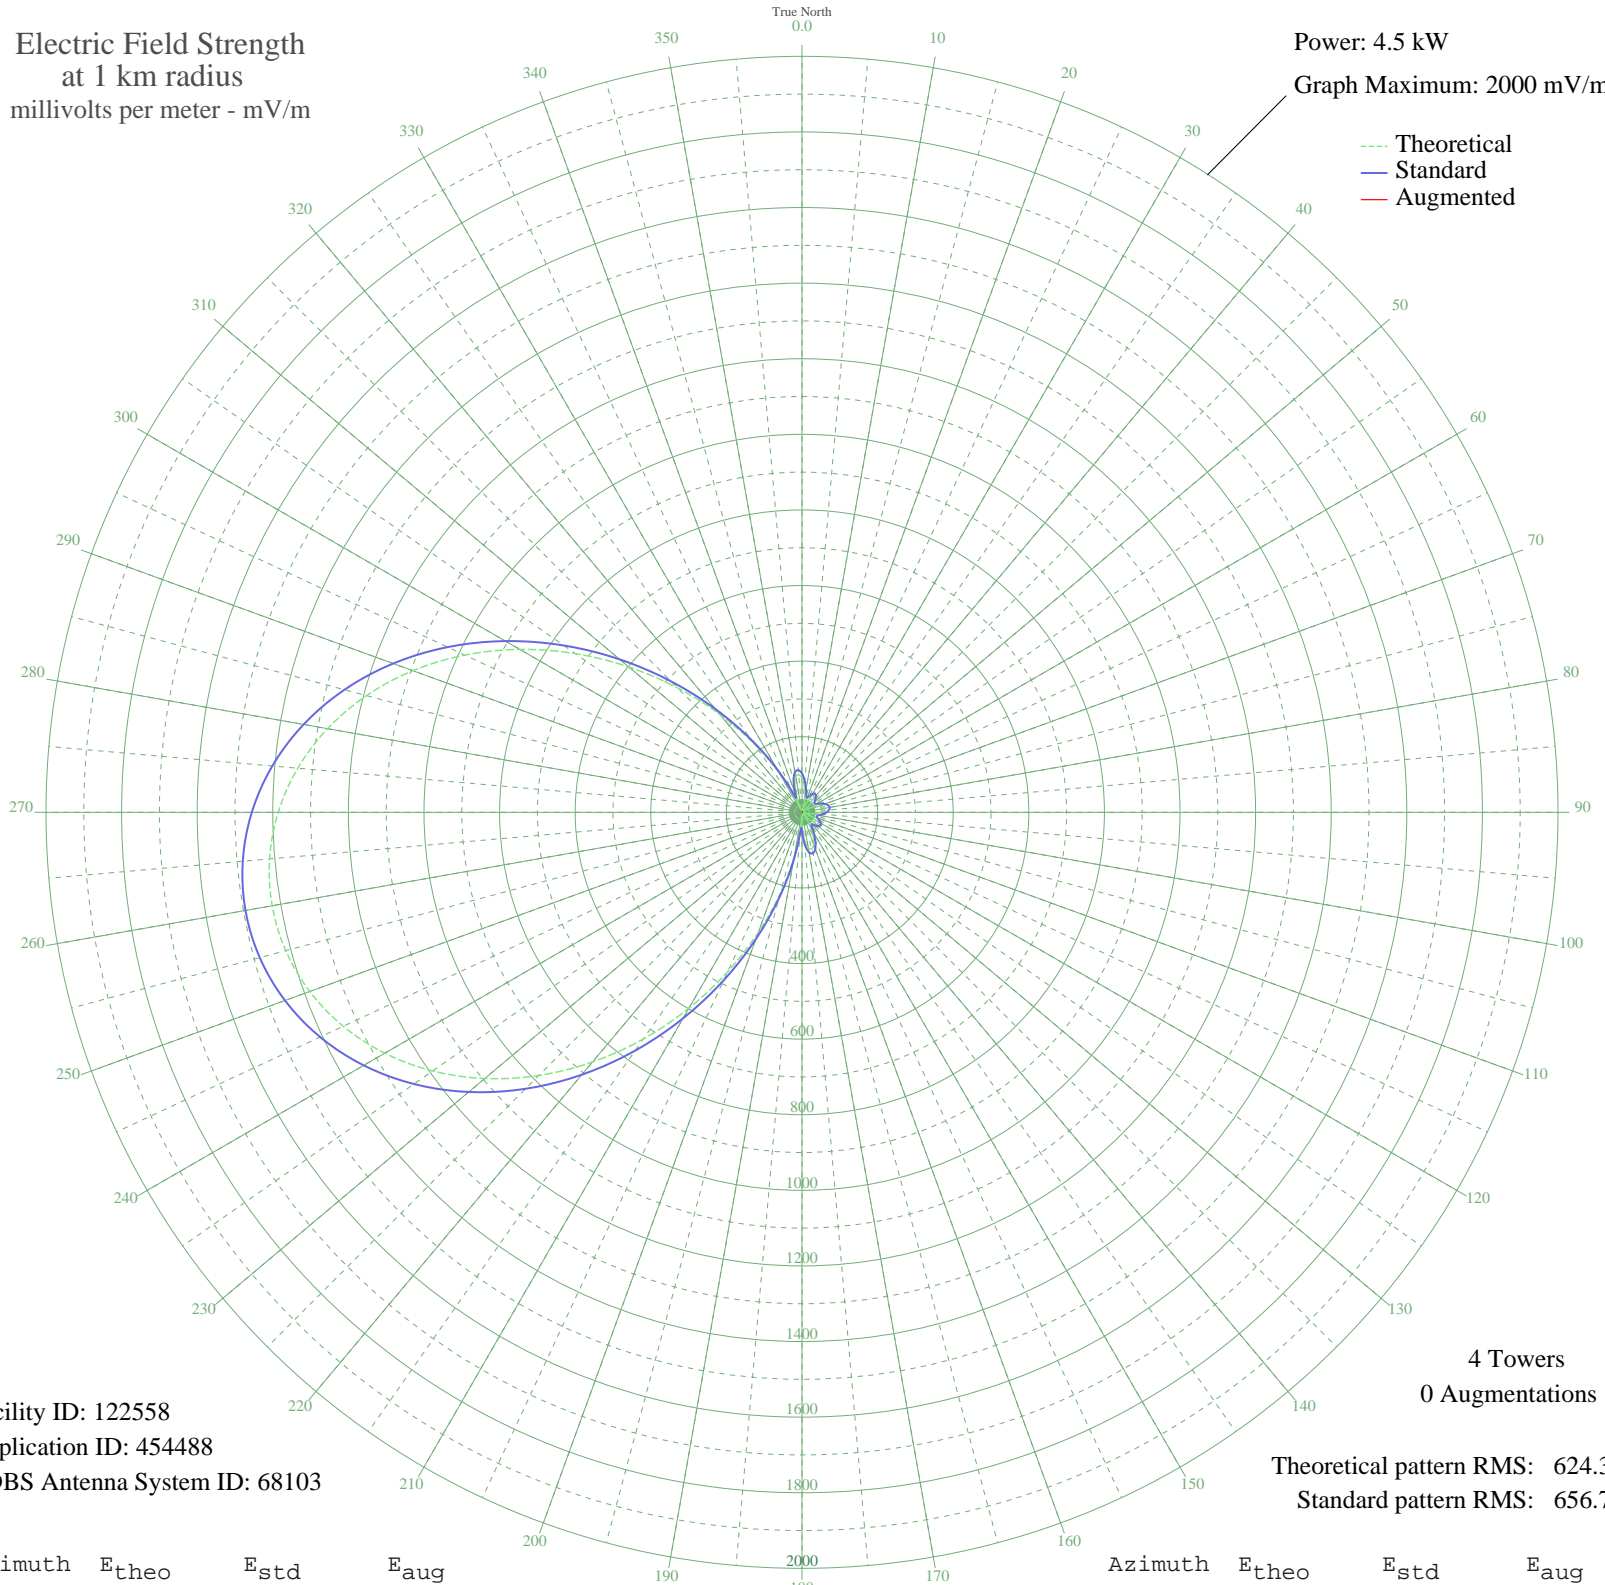 True North
0.0
Electric Field Strength
at 1 km radius
millivolts per meter - mV/m
Power: 4.5 kW
Graph Maximum: 2000 mV/m
Theoretical
Standard
Augmented
10
20
30
40
50
60
70
80
90
100
110
120
130
140
150
160
170
190
200
210
220
230
240
250
260
270
280
290
300
310
320
330
340
350
400
600
800
1000
1200
1400
1600
1800
2000
4 Towers
0 Augmentations
cility ID: 122558
plication ID: 454488
DBS Antenna System ID: 68103
Theoretical pattern RMS: 624.3
Standard pattern RMS: 656.7
imuth Etheo Estd Eaug
Azimuth Etheo Estd Eaug